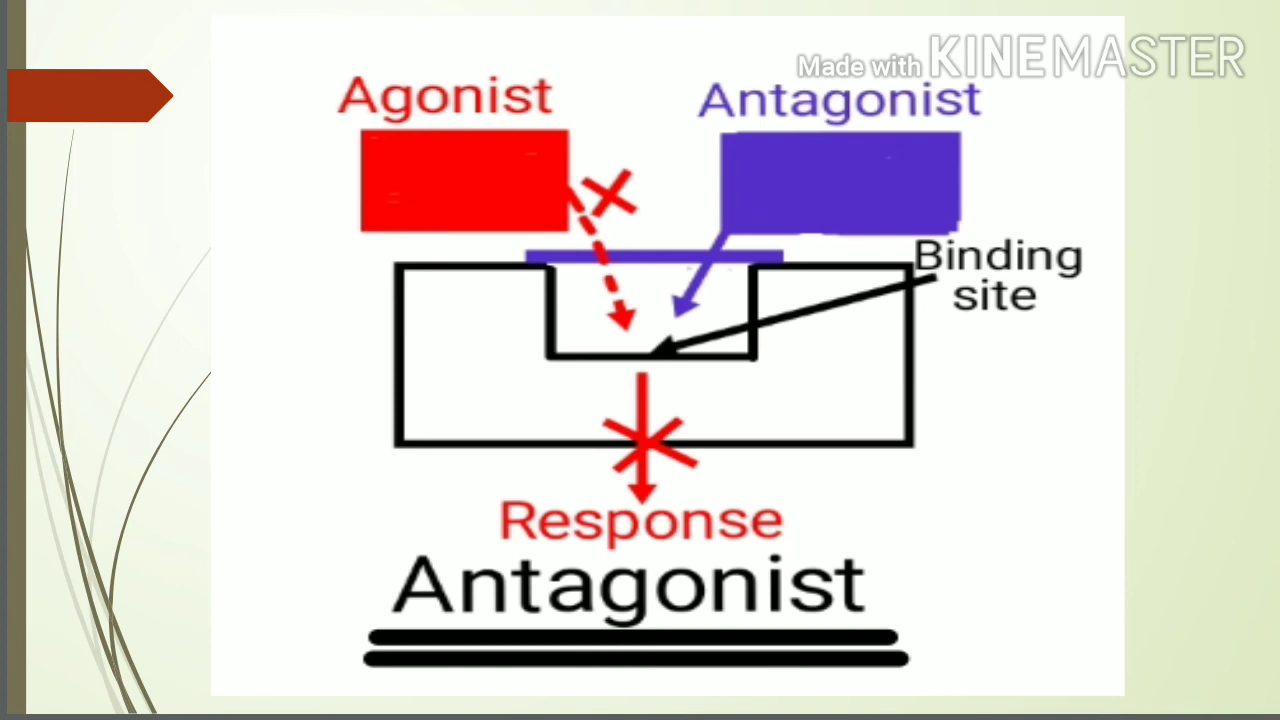 Made with KINEMASTER
Agonist
Antagonist
Binding
site
Response
Antagonist